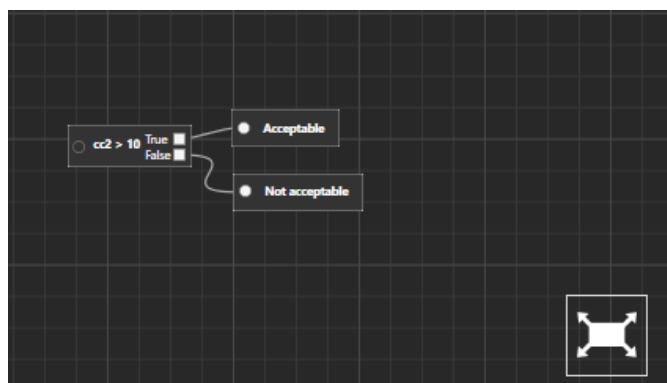 cc2 > 10
True
False
Acceptable
Not acceptable